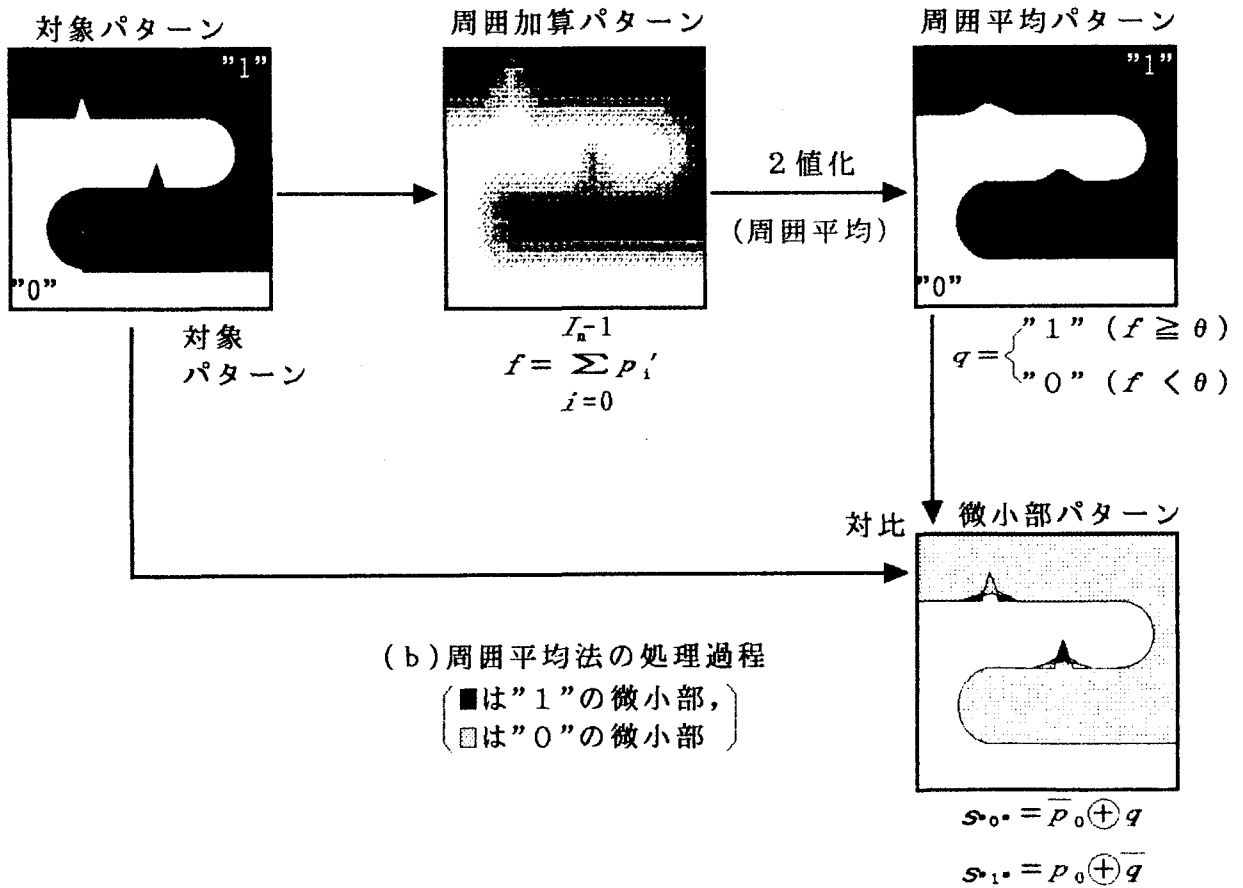 対象パターン
周囲加算パターン
周囲平均パターン
”1”
”1”
2値化
(周囲平均)
”0”
”0”
対象
パターン
Iₙ-1
f = Σ pᵢ′
i=0
q = { ”1” (f ≧ θ)
”0” (f < θ)
対比
微小部パターン
(b)周囲平均法の処理過程
■は”1”の微小部,
□は”0”の微小部
s”₀” = p̅₀ ⊕ q
s”₁” = p₀ ⊕ q̅